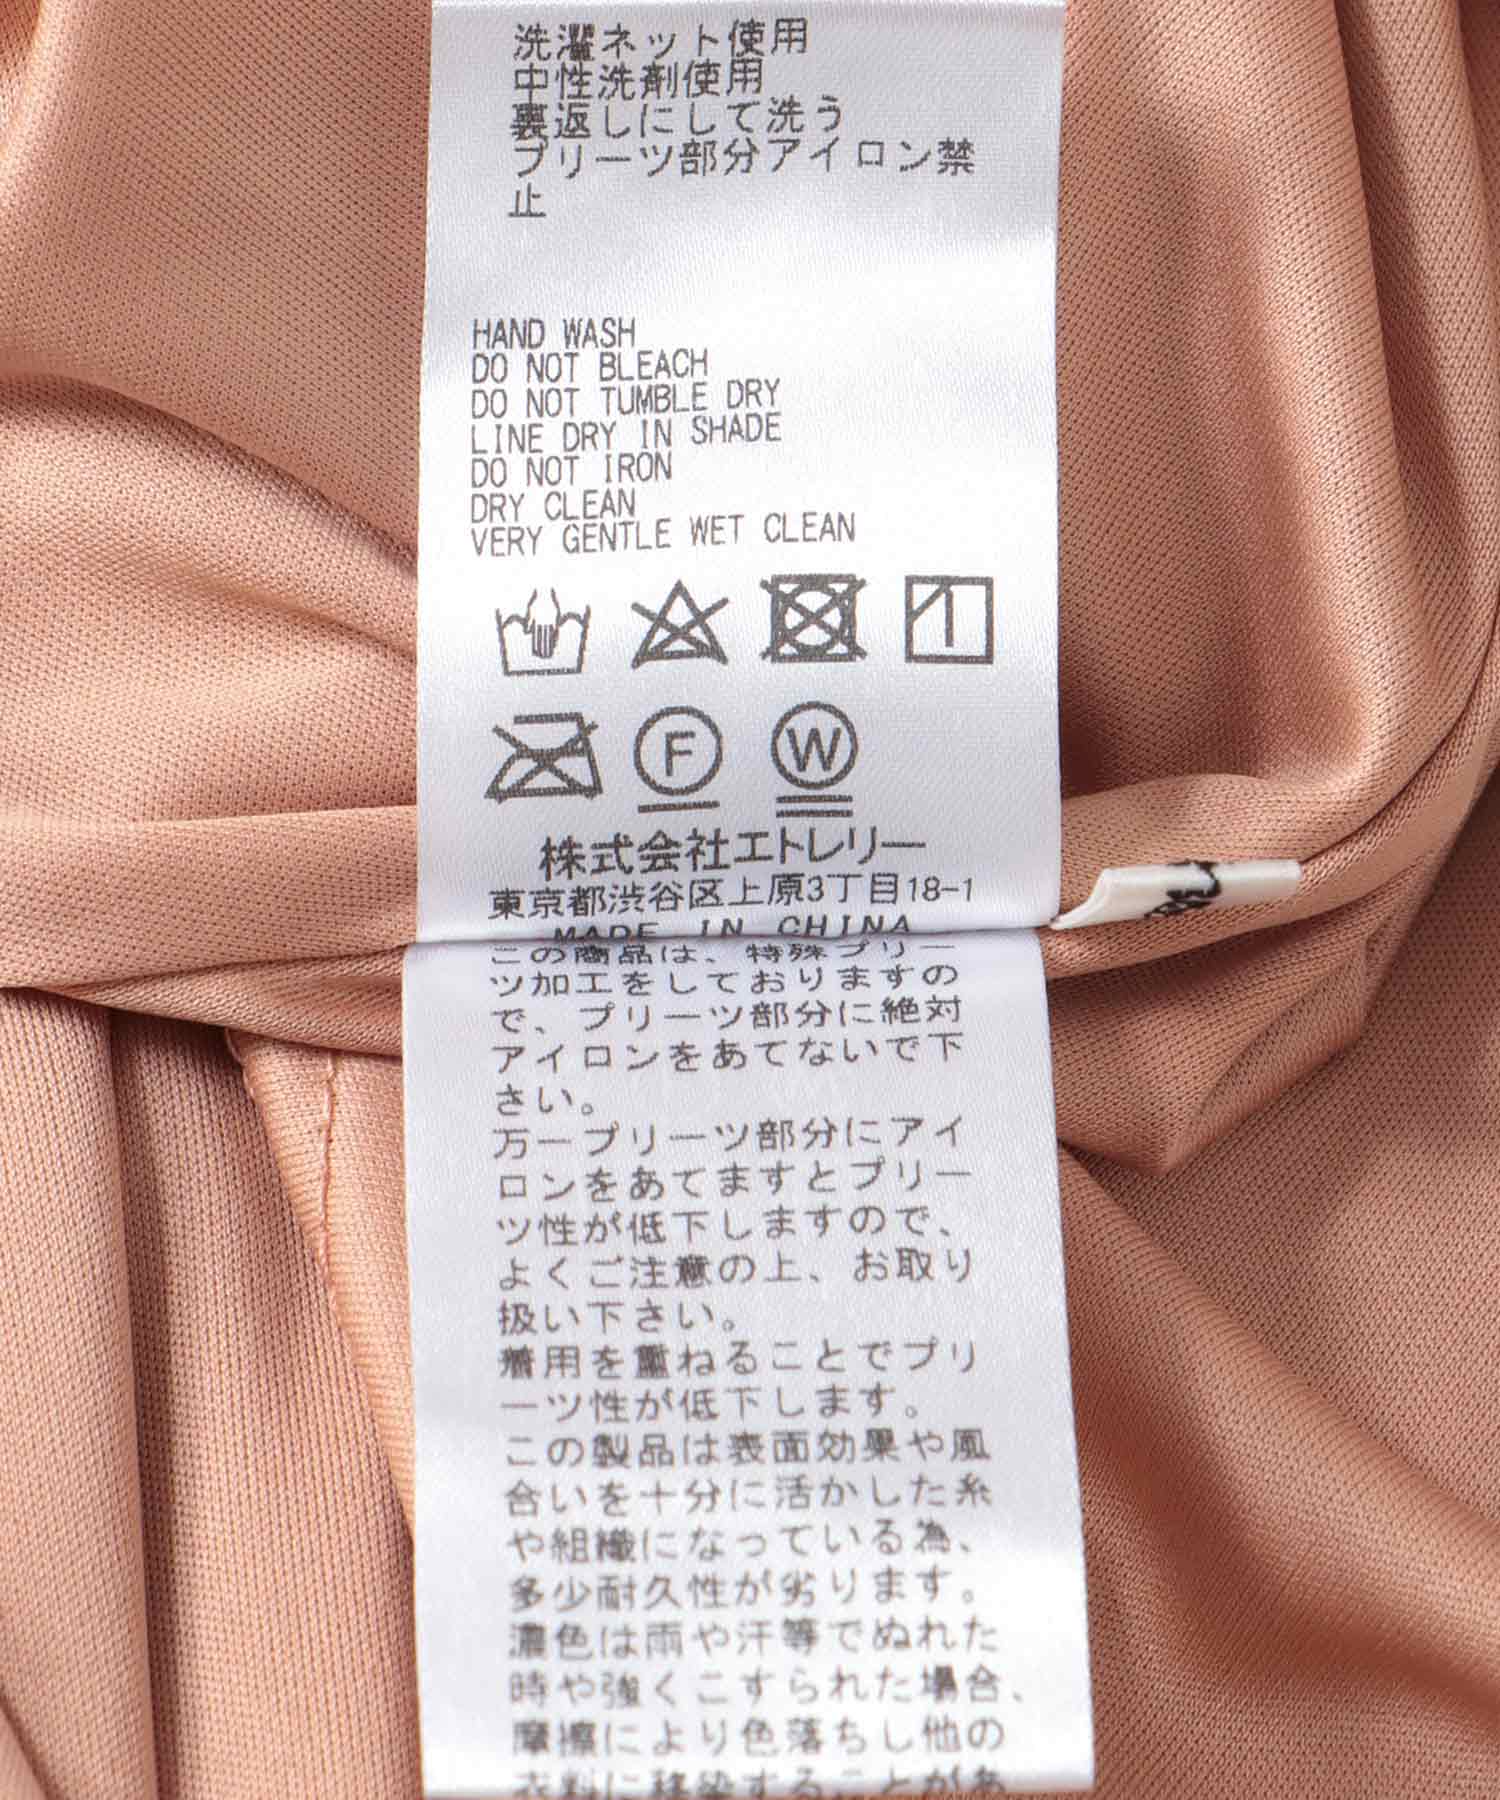 洗濯ネット使用
中性洗剤使用
裏返しにして洗う
プリーツ部分アイロン禁
止
HAND WASH
DO NOT BLEACH
DO NOT TUMBLE DRY
LINE DRY IN SHADE
DO NOT IRON
DRY CLEAN
VERY GENTLE WET CLEAN
F W
株式会社エトレリー
東京都渋谷区上原3丁目18-1
MADE IN CHINA
この商品は、特殊プリー
ツ加工をしておりますの
で、プリーツ部分に絶対
アイロンをあてないで下
さい。
万一プリーツ部分にアイ
ロンをあてますとプリー
ツ性が低下しますので、
よくご注意の上、お取り
扱い下さい。
着用を重ねることでプリ
ーツ性が低下します。
この製品は表面効果や風
合いを十分に活かした糸
や組織になっている為、
多少耐久性が劣ります。
濃色は雨や汗等でぬれた
時や強くこすられた場合、
摩擦により色落ちし他の
衣料に移染することがあ